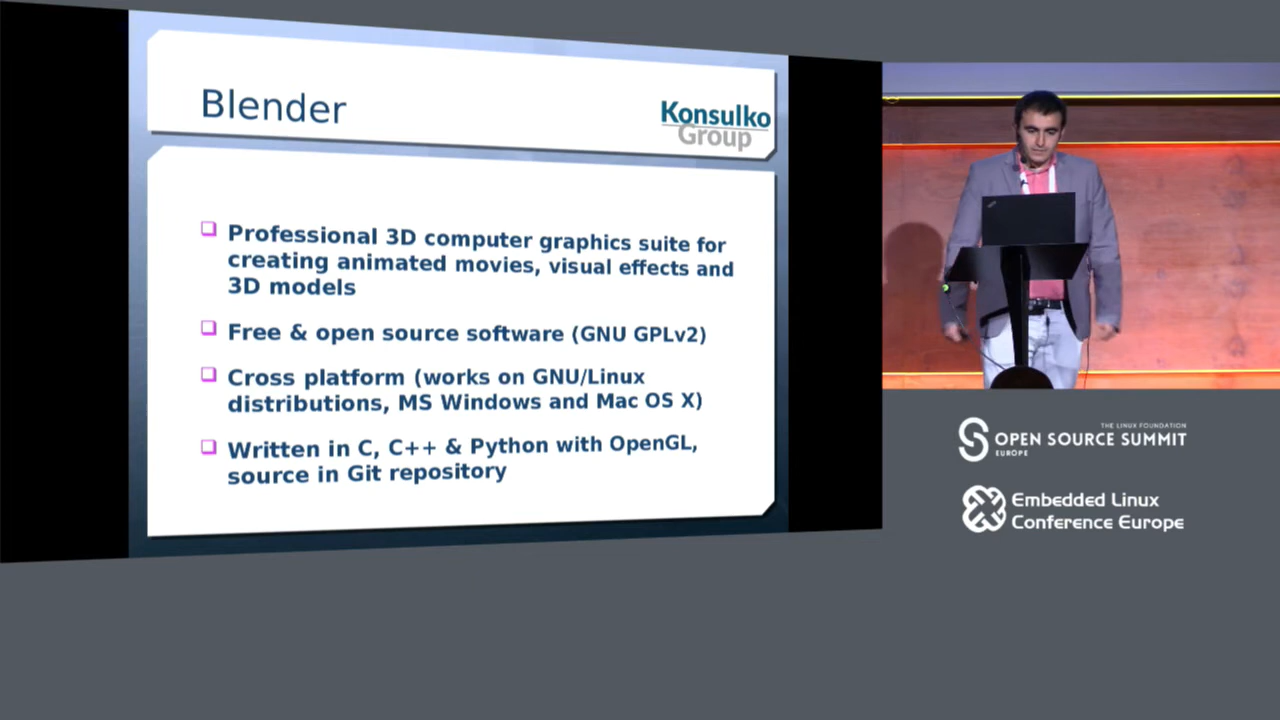 Blender
Konsulko
Group
Professional 3D computer graphics suite for
creating animated movies, visual effects and
3D models
Free & open source software (GNU GPLv2)
Cross platform (works on GNU/Linux
distributions, MS Windows and Mac OS X)
Written in C, C++ & Python with OpenGL,
source in Git repository
THE LINUX FOUNDATION
OPEN SOURCE SUMMIT
EUROPE
Embedded Linux
Conference Europe